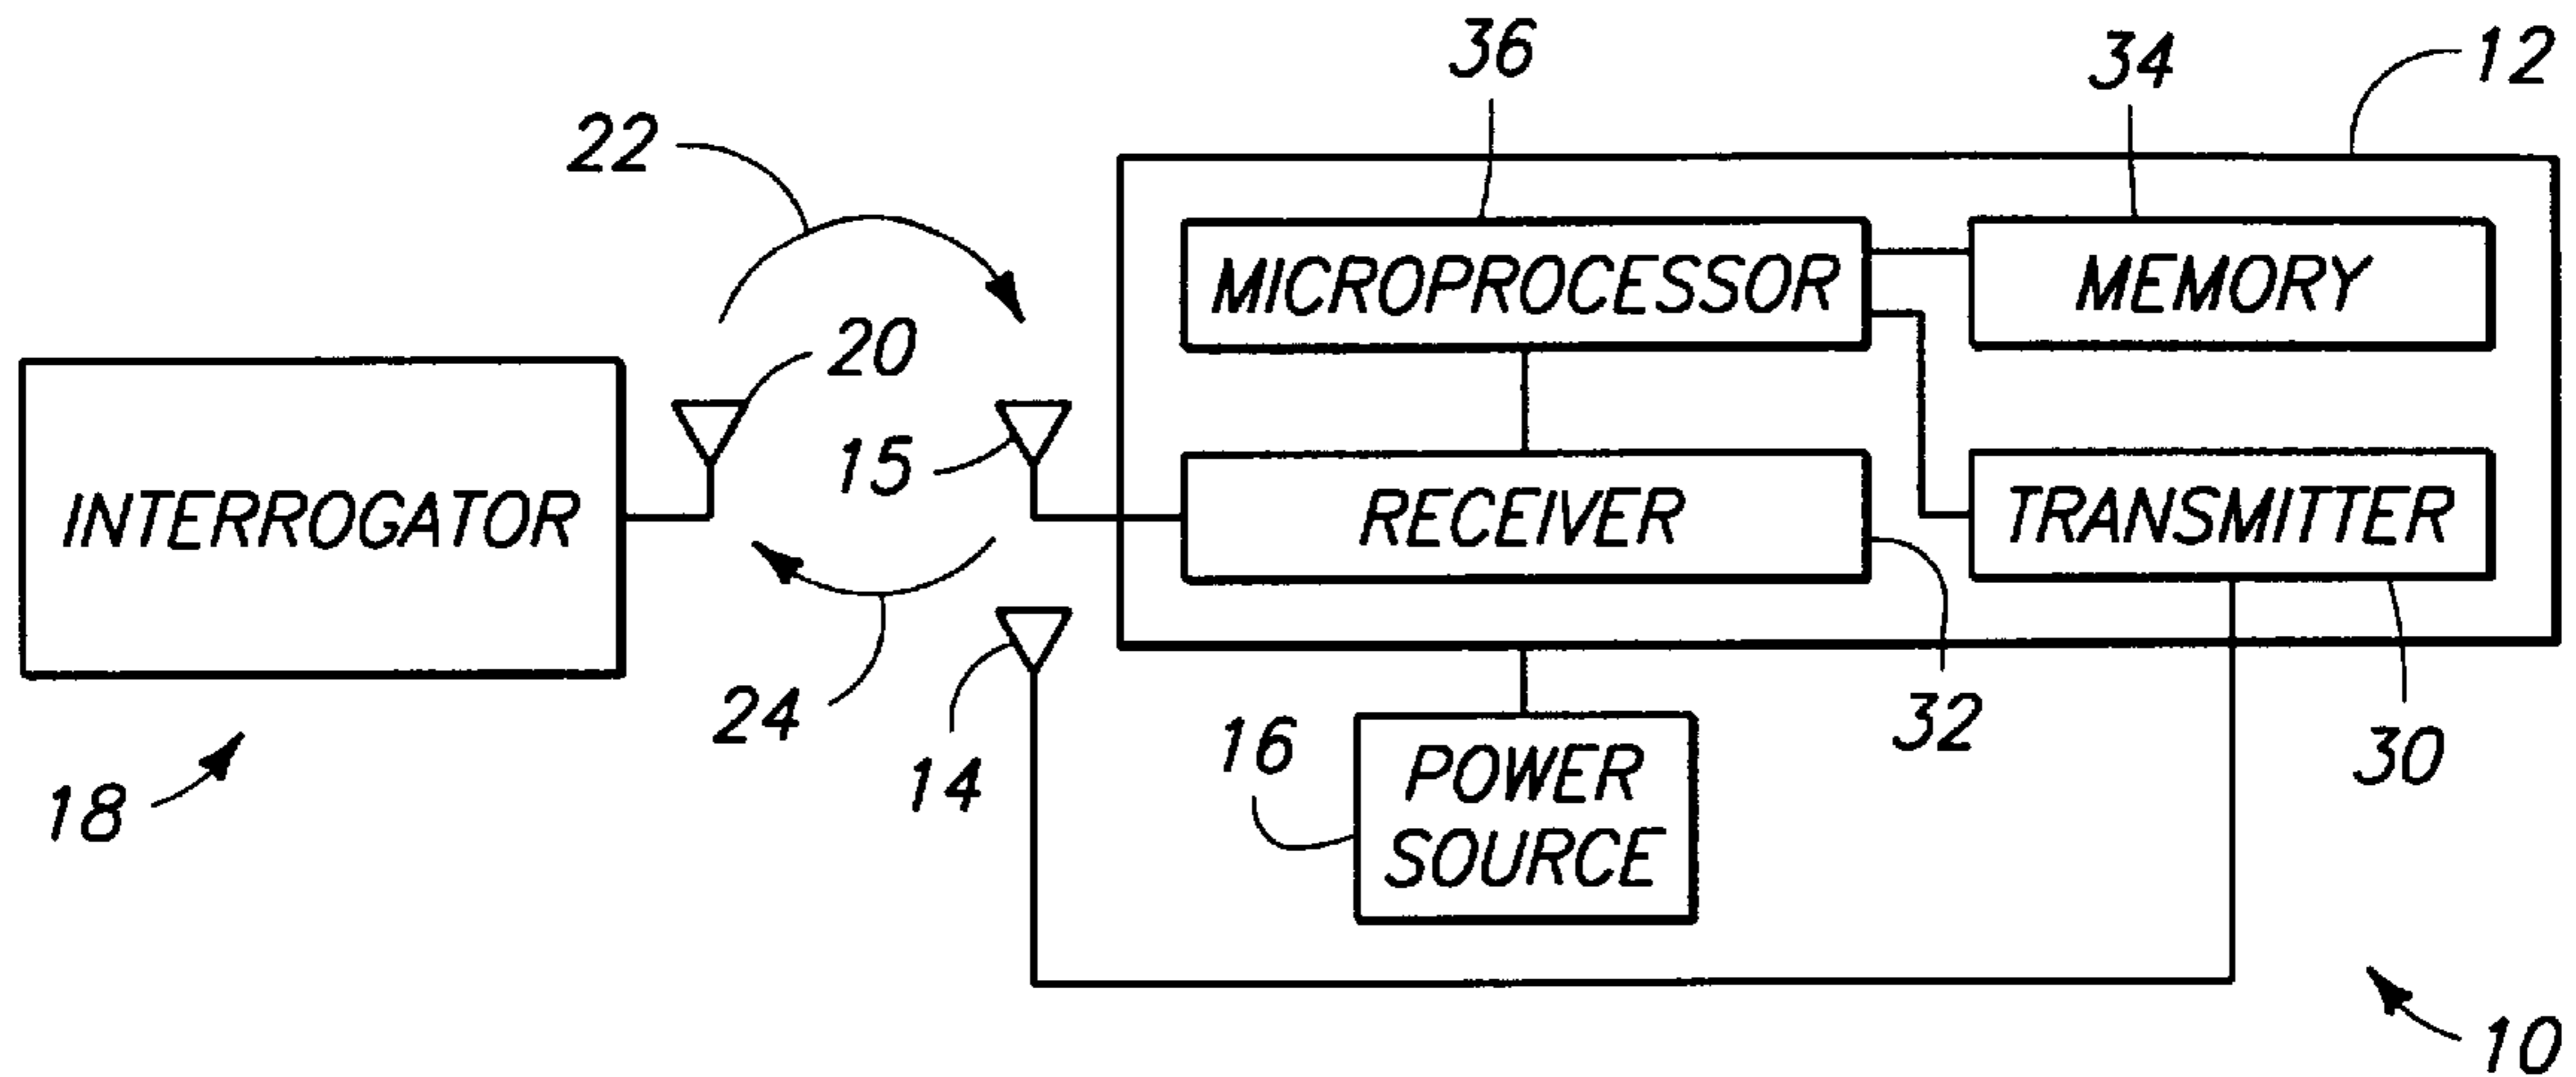 36
34
12
22
MICROPROCESSOR
MEMORY
20
15
INTERROGATOR
RECEIVER
TRANSMITTER
24
14
16
32
30
POWER
SOURCE
18
10